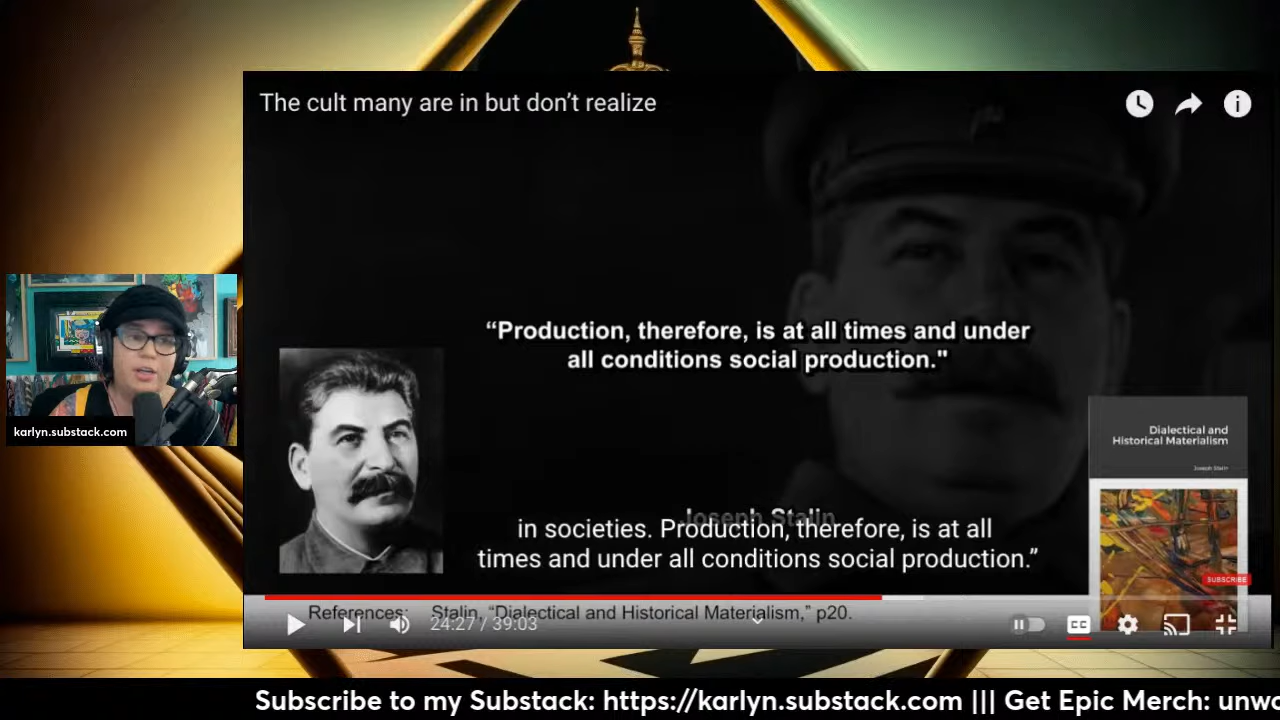 The cult many are in but don’t realize
“Production, therefore, is at all times and under
all conditions social production."
Dialectical and
Historical Materialism
Joseph Stalin
karlyn.substack.com
Joseph Stalin
in societies. Production, therefore, is at all
times and under all conditions social production.”
SUBSCRIBE
References: Stalin, “Dialectical and Historical Materialism,” p20.
24:27 / 39:03
CC
Subscribe to my Substack: https://karlyn.substack.com ||| Get Epic Merch: unwo